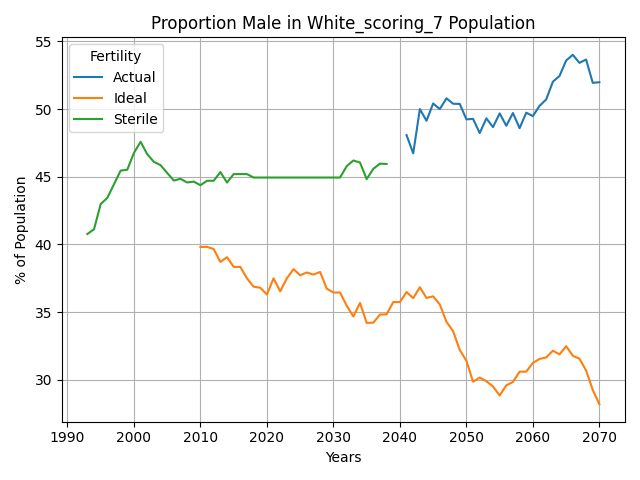 Proportion Male in White_scoring_7 Population
Fertility
Actual
Ideal
Sterile
% of Population
55
50
45
40
35
30
1990 2000 2010 2020 2030 2040 2050 2060 2070
Years